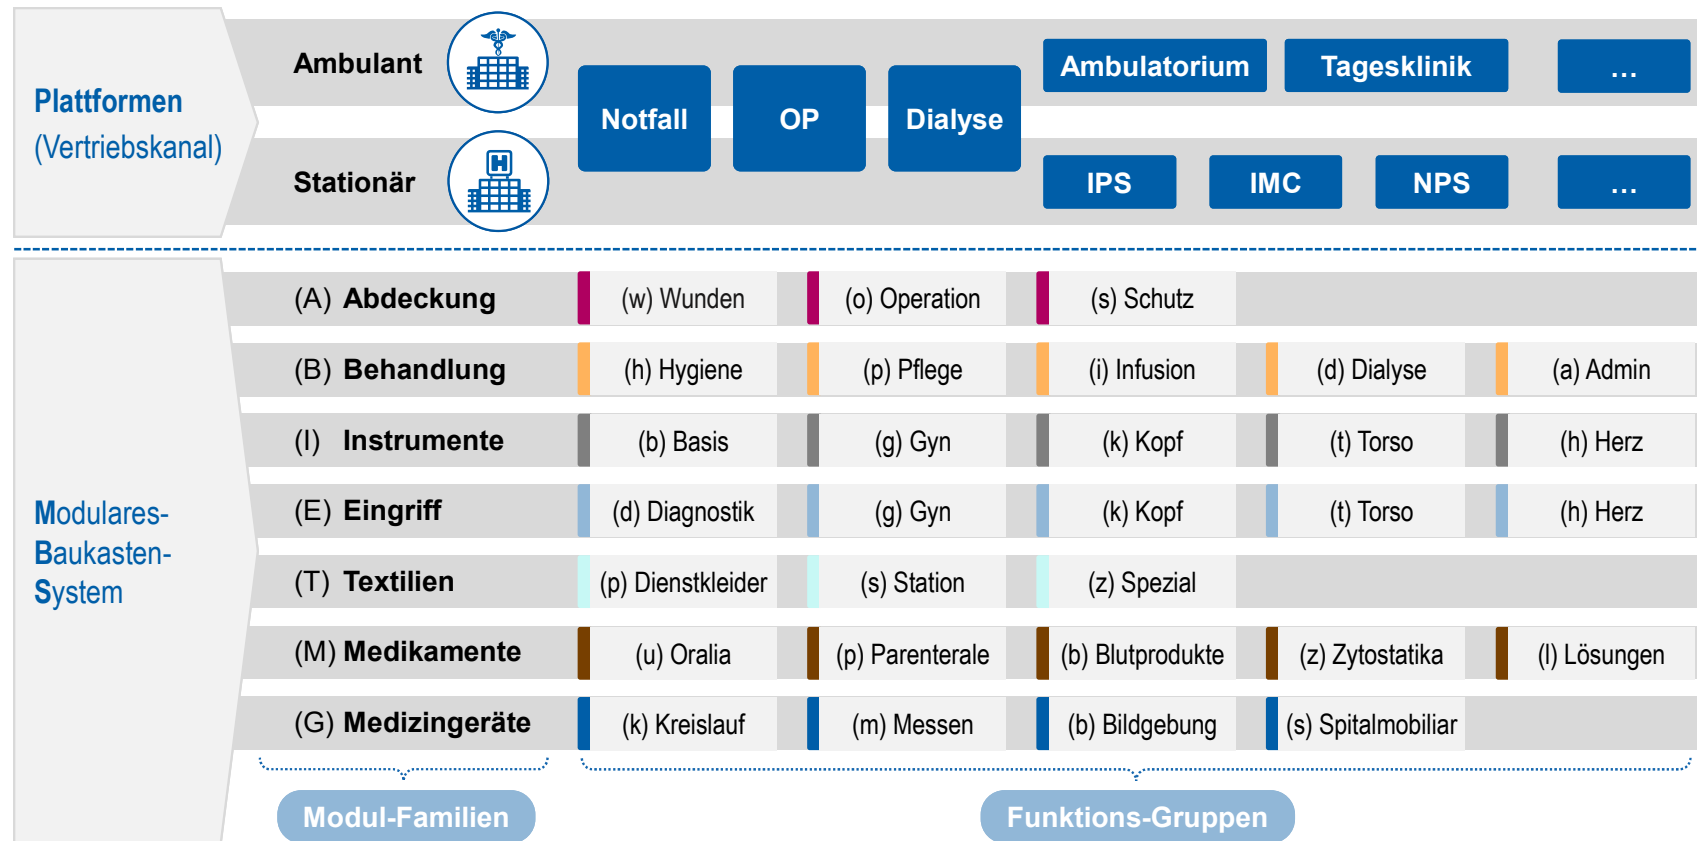 Plattformen
(Vertriebskanal)
Ambulant
Stationär
Notfall
OP
Dialyse
Ambulatorium
Tagesklinik
...
IPS
IMC
NPS
...
Modulares-
Baukasten-
System
(A) Abdeckung
(w) Wunden
(o) Operation
(s) Schutz
(B) Behandlung
(h) Hygiene
(p) Pflege
(i) Infusion
(d) Dialyse
(a) Admin
(I) Instrumente
(b) Basis
(g) Gyn
(k) Kopf
(t) Torso
(h) Herz
(E) Eingriff
(d) Diagnostik
(g) Gyn
(k) Kopf
(t) Torso
(h) Herz
(T) Textilien
(p) Dienstkleider
(s) Station
(z) Spezial
(M) Medikamente
(u) Oralia
(p) Parenterale
(b) Blutprodukte
(z) Zytostatika
(l) Lösungen
(G) Medizingeräte
(k) Kreislauf
(m) Messen
(b) Bildgebung
(s) Spitalmobiliar
Modul-Familien
Funktions-Gruppen
H